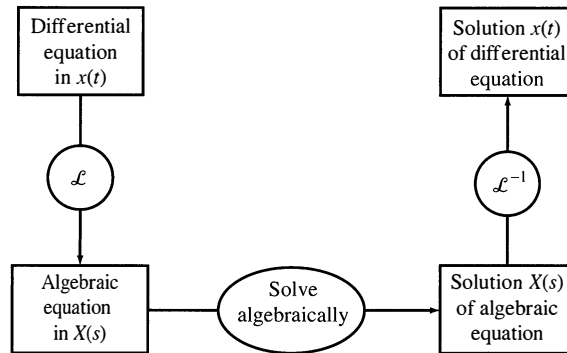 Differential
equation
in x(t)
Solution x(t)
of differential
equation
ℒ
ℒ⁻¹
Algebraic
equation
in X(s)
Solve
algebraically
Solution X(s)
of algebraic
equation